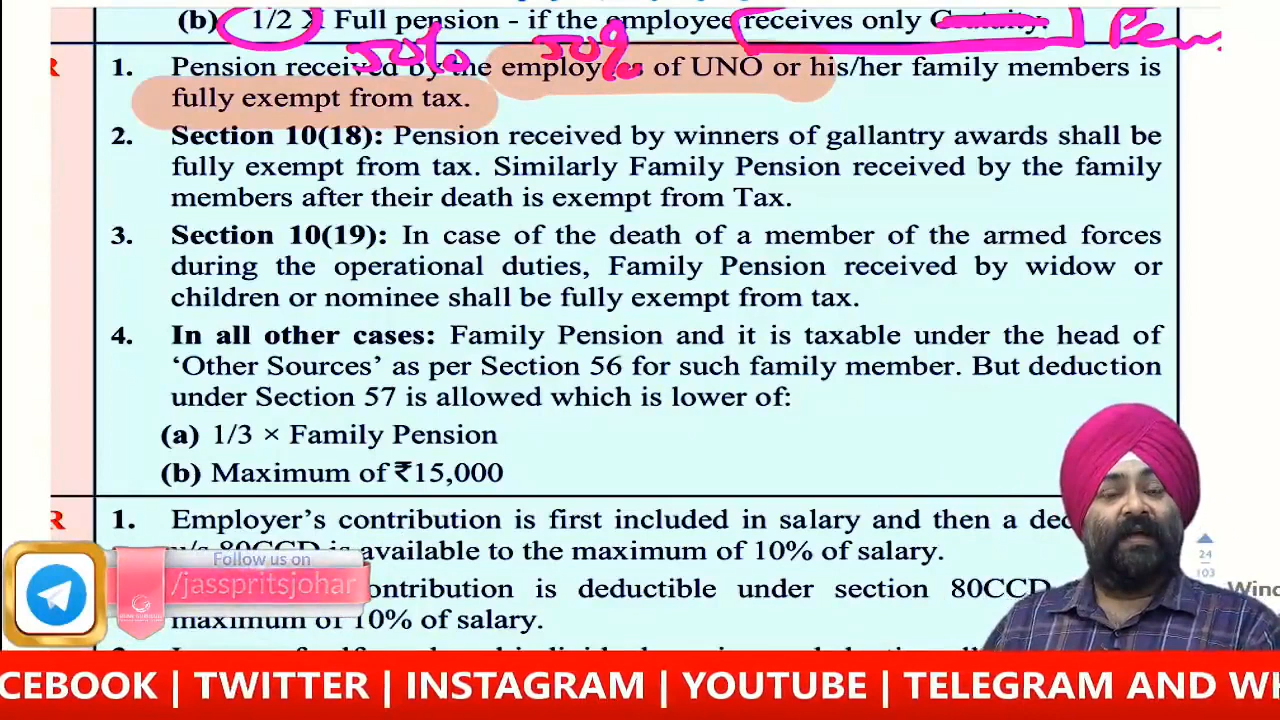 (b) 1/2 X Full pension - if the employee receives only
50% 50%
R 1. Pension received by the employees of UNO or his/her family members is
fully exempt from tax.
2. Section 10(18): Pension received by winners of gallantry awards shall be
fully exempt from tax. Similarly Family Pension received by the family
members after their death is exempt from Tax.
3. Section 10(19): In case of the death of a member of the armed forces
during the operational duties, Family Pension received by widow or
children or nominee shall be fully exempt from tax.
4. In all other cases: Family Pension and it is taxable under the head of
‘Other Sources’ as per Section 56 for such family member. But deduction
under Section 57 is allowed which is lower of:
(a) 1/3 × Family Pension
(b) Maximum of ₹15,000
R 1. Employer’s contribution is first included in salary and then a
80CCD is available to the maximum of 10% of salary.
contribution is deductible under section 80CCD
maximum of 10% of salary.
Follow us on
/jasspritsjohar
24
103
CEBOOK | TWITTER | INSTAGRAM | YOUTUBE | TELEGRAM AND